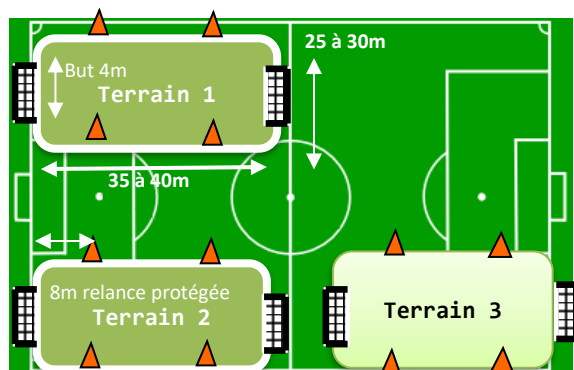 25 à 30m
But 4m
Terrain 1
35 à 40m
8m relance protégée
Terrain 2
Terrain 3